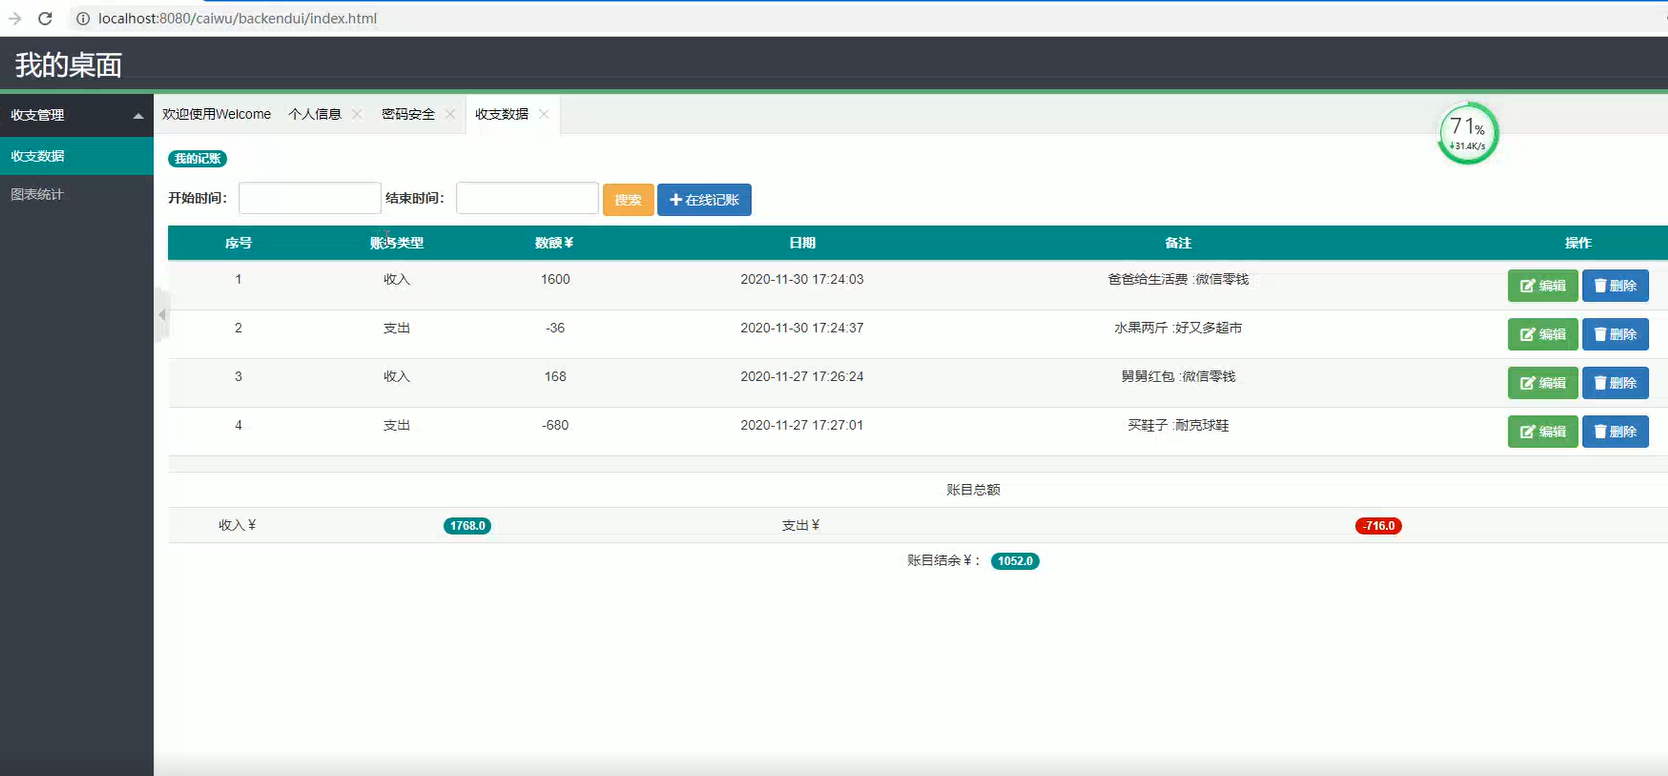 localhost:8080/caiwu/backendui/index.html
我的桌面
收支管理
收支数据
图表统计
欢迎使用Welcome 个人信息 密码安全 收支数据
71%
31.4K/s
我的记账
开始时间: 结束时间: 搜索 在线记账
序号 账务类型 数额¥ 日期 备注 操作
1 收入 1600 2020-11-30 17:24:03 爸爸给生活费 :微信零钱 编辑 删除
2 支出 -36 2020-11-30 17:24:37 水果两斤 :好又多超市 编辑 删除
3 收入 168 2020-11-27 17:26:24 舅舅红包 :微信零钱 编辑 删除
4 支出 -680 2020-11-27 17:27:01 买鞋子 :耐克球鞋 编辑 删除
账目总额
收入¥ 1768.0 支出¥ -716.0
账目结余¥: 1052.0